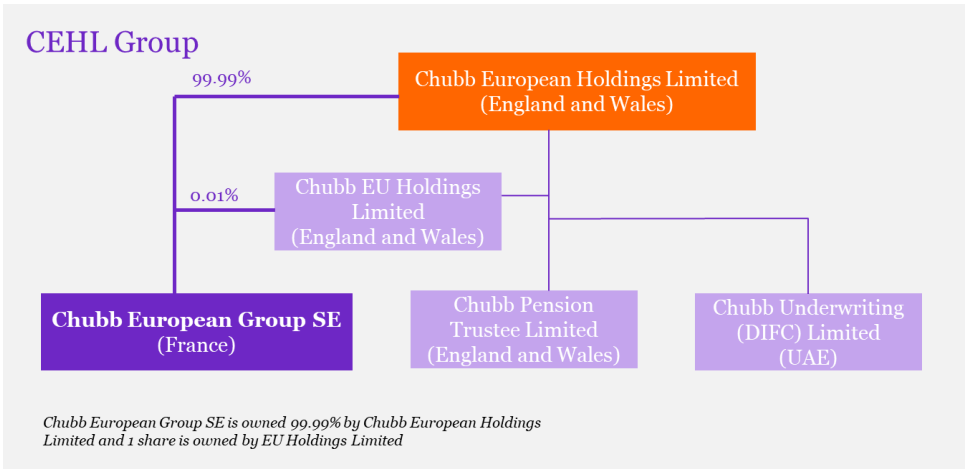 CEHL Group
99.99%
Chubb European Holdings Limited
(England and Wales)
0.01%
Chubb EU Holdings
Limited
(England and Wales)
Chubb European Group SE
(France)
Chubb Pension
Trustee Limited
(England and Wales)
Chubb Underwriting
(DIFC) Limited
(UAE)
Chubb European Group SE is owned 99.99% by Chubb European Holdings
Limited and 1 share is owned by EU Holdings Limited